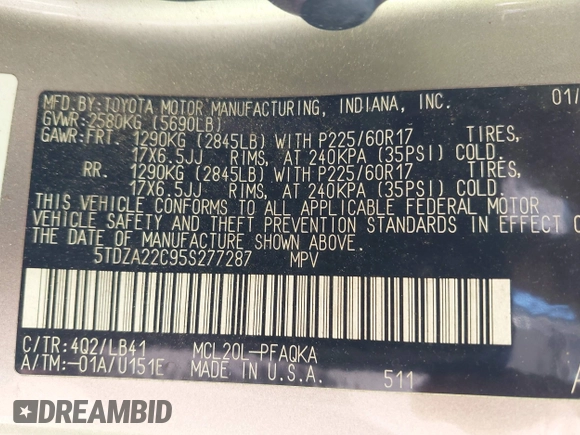 MFD.BY:TOYOTA MOTOR MANUFACTURING, INDIANA, INC. 01/
GVWR:2580KG (5690LB)
GAWR:FRT. 1290KG (2845LB) WITH P225/60R17 TIRES,
17X6.5JJ RIMS, AT 240KPA (35PSI) COLD.
RR. 1290KG (2845LB) WITH P225/60R17 TIRES,
17X6.5JJ RIMS, AT 240KPA (35PSI) COLD.
THIS VEHICLE CONFORMS TO ALL APPLICABLE FEDERAL MOTOR
VEHICLE SAFETY AND THEFT PREVENTION STANDARDS IN EFFEC
THE DATE OF MANUFACTURE SHOWN ABOVE.
5TDZA22C95S277287 MPV
C/TR:4Q2/LB41 MCL20L-PFAQKA
A/TM:-01A/U151E MADE IN U.S.A. 511
DREAMBID